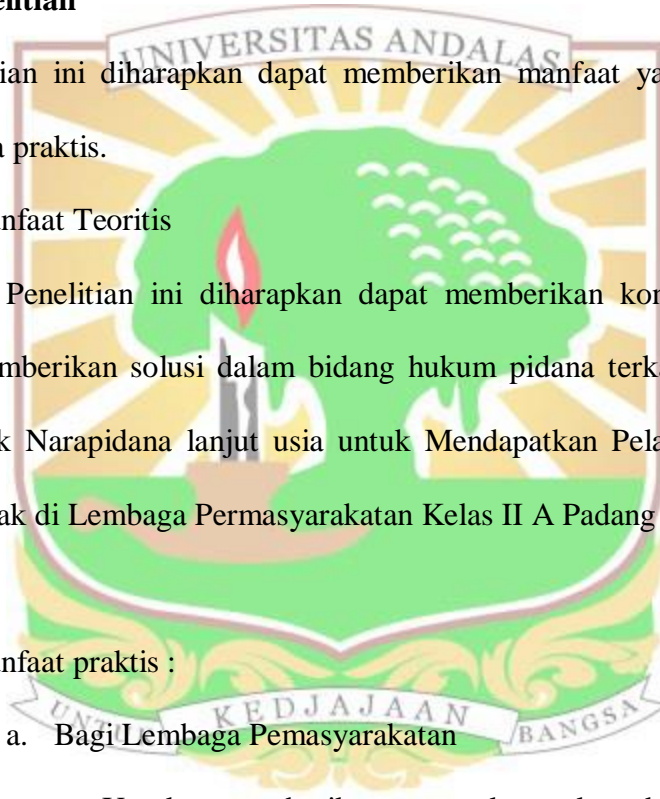 elitian
UNIVERSITAS ANDALAS
ian ini diharapkan dapat memberikan manfaat ya
praktis.
nfaat Teoritis
Penelitian ini diharapkan dapat memberikan kon
mberikan solusi dalam bidang hukum pidana terka
k Narapidana lanjut usia untuk Mendapatkan Pela
ak di Lembaga Permasyarakatan Kelas II A Padang
nfaat praktis :
UNTUK KEDJAJAAN BANGSA
a. Bagi Lembaga Pemasyarakatan